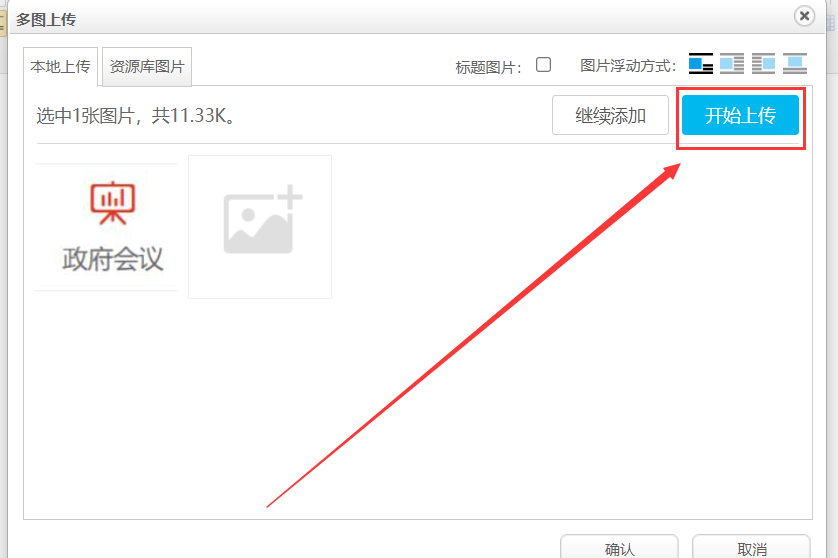 多图上传
本地上传 资源库图片 标题图片： 图片浮动方式：
选中1张图片，共11.33K。 继续添加 开始上传
政府会议
确认 取消